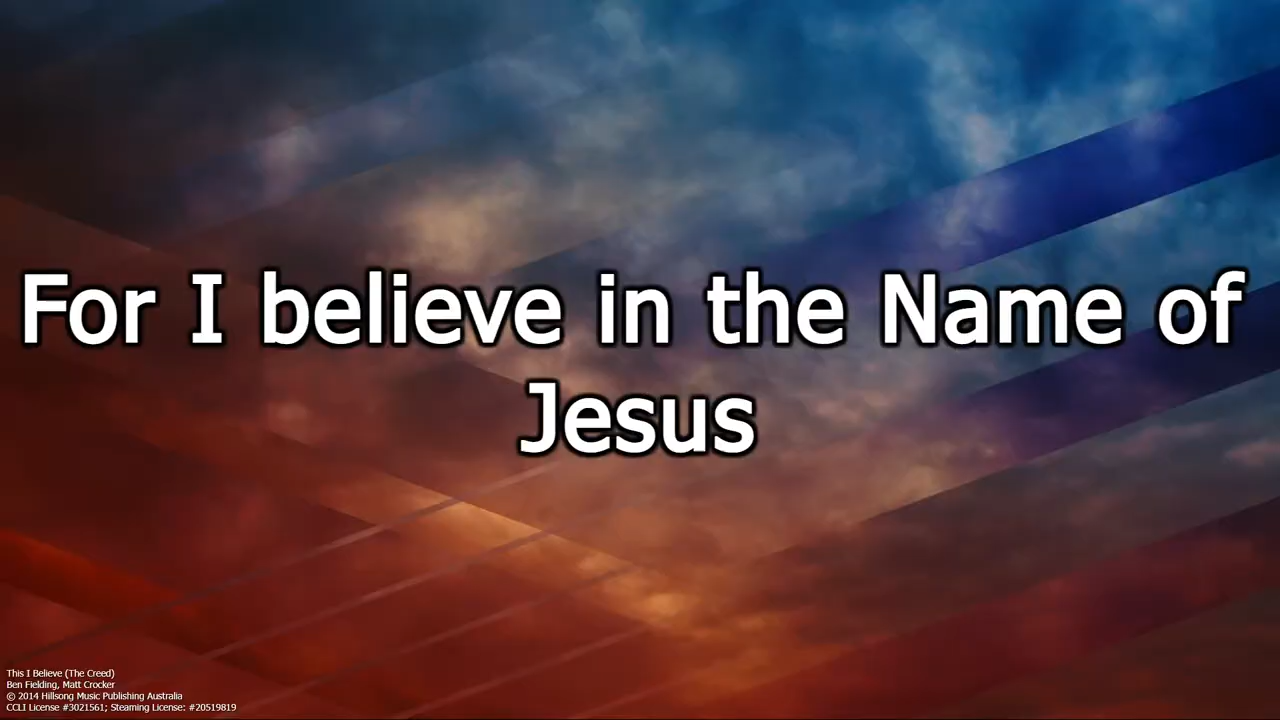 For I believe in the Name of
Jesus
This I Believe (The Creed)
Ben Fielding, Matt Crocker
© 2014 Hillsong Music Publishing Australia
CCLI License #3021561; Steaming License: #20519819